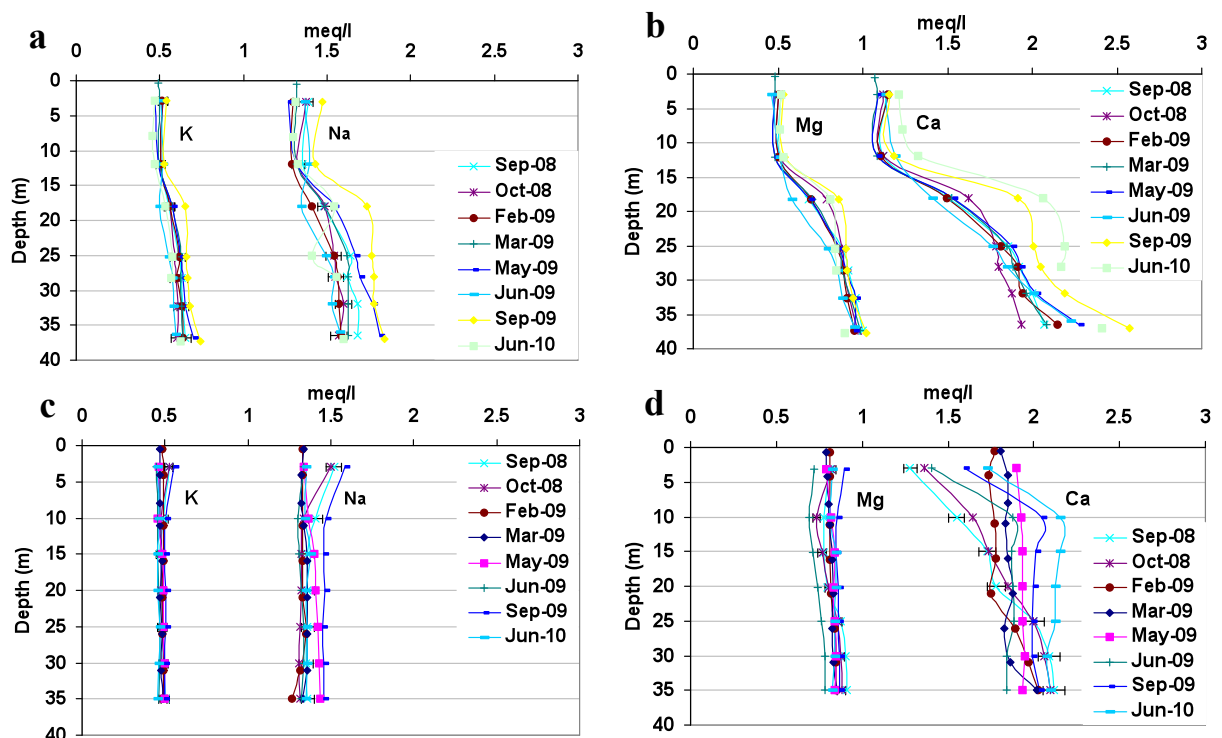 a
meq/l
0 0.5 1 1.5 2 2.5 3
0
5
10
15
20
25
30
35
40
Depth (m)
K
Na
Sep-08
Oct-08
Feb-09
Mar-09
May-09
Jun-09
Sep-09
Jun-10
b
meq/l
0 0.5 1 1.5 2 2.5 3
0
5
10
15
20
25
30
35
40
Depth (m)
Mg
Ca
Sep-08
Oct-08
Feb-09
Mar-09
May-09
Jun-09
Sep-09
Jun-10
c
meq/l
0 0.5 1 1.5 2 2.5 3
0
5
10
15
20
25
30
35
40
Depth (m)
K
Na
Sep-08
Oct-08
Feb-09
Mar-09
May-09
Jun-09
Sep-09
Jun-10
d
meq/l
0 0.5 1 1.5 2 2.5 3
0
5
10
15
20
25
30
35
40
Depth (m)
Mg
Ca
Sep-08
Oct-08
Feb-09
Mar-09
May-09
Jun-09
Sep-09
Jun-10